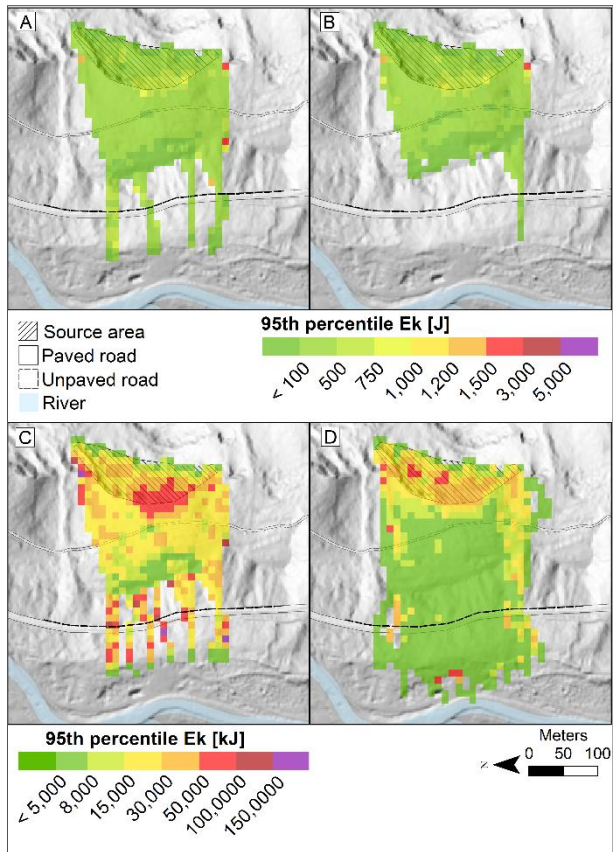 A
B
Source area
Paved road
Unpaved road
River
95th percentile Ek [J]
< 100
500
750
1,000
1,200
1,500
3,000
5,000
C
D
95th percentile Ek [kJ]
< 5,000
8,000
15,000
30,000
50,000
100,0000
150,0000
Meters
0 50 100